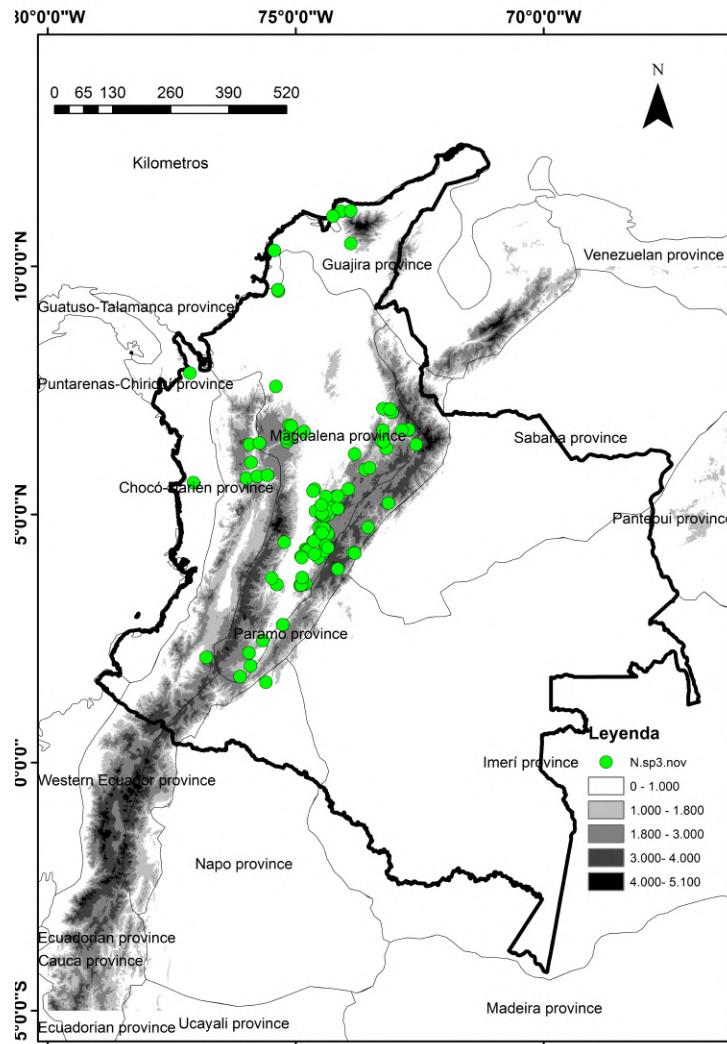 80°0'0"W 75°0'0"W 70°0'0"W
0 65 130 260 390 520
N
Kilometros
10°0'0"N
Guajira province
Venezuelan province
Guatuso-Talamanca province
Puntarenas-Chiriquí province
Magdalena province
Sabana province
Chocó-Darién province
5°0'0"N
Pantepui province
Paramo province
Leyenda
N.sp3.nov
0 - 1.000
1.000 - 1.800
1.800 - 3.000
3.000- 4.000
4.000- 5.100
0°0'0"
Imerí province
Western Ecuador province
Napo province
Ecuadorian province
Cauca province
5°0'0"S
Madeira province
Ecuadorian province
Ucayali province